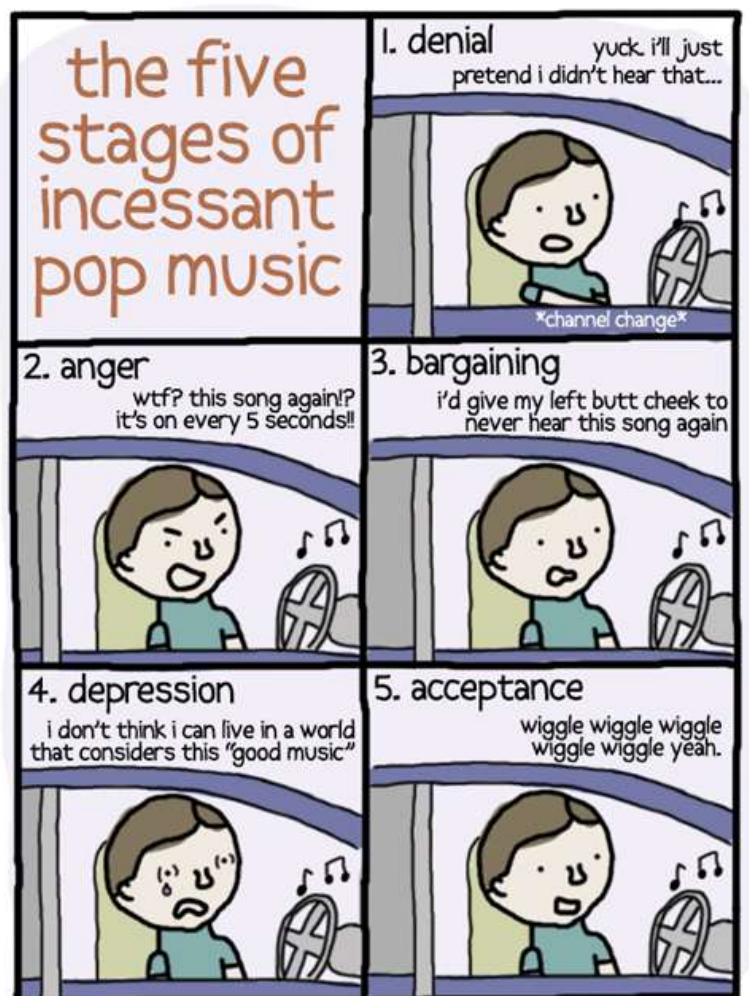 the five
stages of
incessant
pop music
1. denial
yuck. i'll just
pretend i didn't hear that...
*channel change*
2. anger
wtf? this song again!?
it's on every 5 seconds!!
3. bargaining
i'd give my left butt cheek to
never hear this song again
4. depression
i don't think i can live in a world
that considers this "good music"
5. acceptance
wiggle wiggle wiggle
wiggle wiggle yeah.